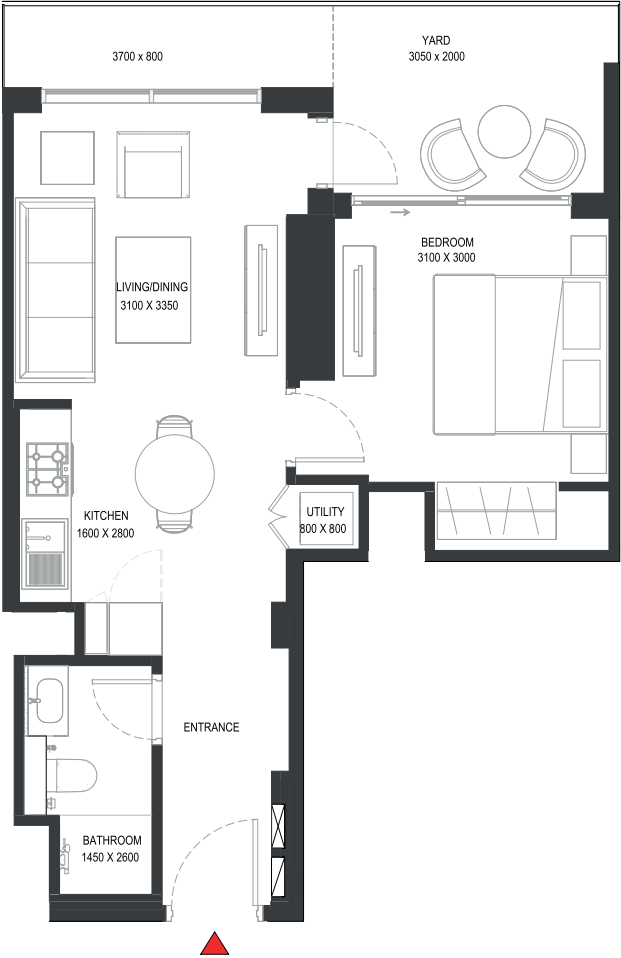 YARD
3050 x 2000
3700 x 800
BEDROOM
3100 X 3000
LIVING/DINING
3100 X 3350
KITCHEN
1600 X 2800
UTILITY
800 X 800
ENTRANCE
BATHROOM
1450 X 2600